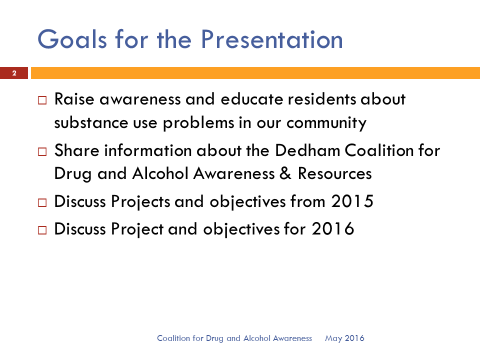 Goals for the Presentation
2
Raise awareness and educate residents about
substance use problems in our community
Share information about the Dedham Coalition for
Drug and Alcohol Awareness & Resources
Discuss Projects and objectives from 2015
Discuss Project and objectives for 2016
Coalition for Drug and Alcohol Awareness May 2016